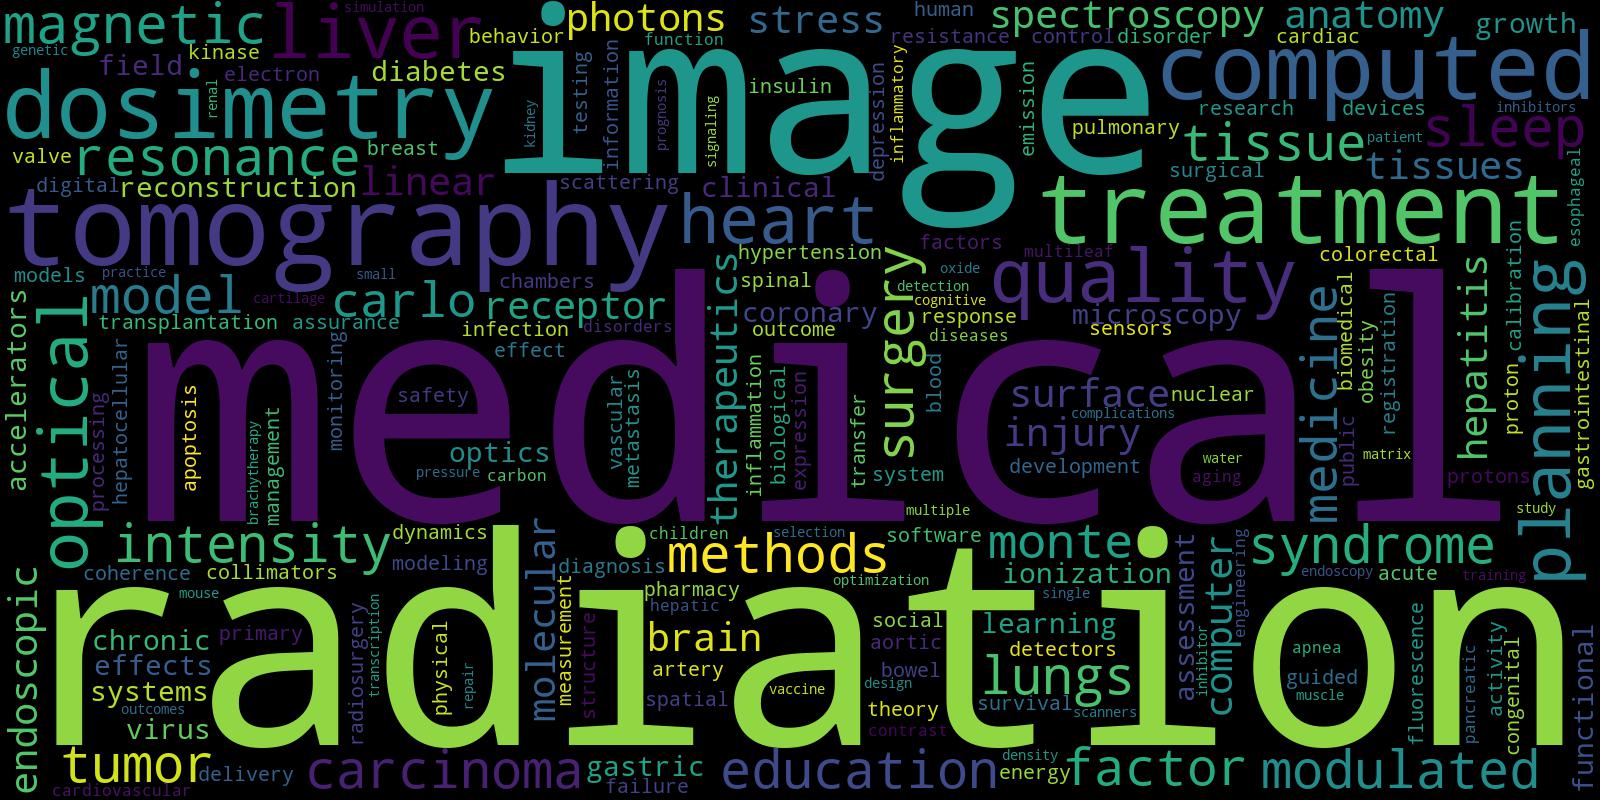 magnetic
liver
simulation
photons
stress
human
spectroscopy
anatomy
growth
genetic
kinase
behavior
function
resistance
control
disorder
cardiac
field
electron
diabetes
image
computed
dosimetry
renal
kidney
testing
information
prognosis
signaling
insulin
depression
inflammatory
emission
research
devices
inhibitors
pulmonary
tissue
patient
sleep
valve
resonance
breast
surgical
tissues
digital
reconstruction
linear
scattering
clinical
tomography
heart
treatment
esophageal
factors
multileaf
colorectal
hypertension
models
practice
small
chambers
spinal
oxide
quality
model
cartilage
carlo
receptor
detection
cognitive
coronary
response
microscopy
transplantation
assurance
infection
disorders
outcome
diseases
sensors
effect
accelerators
optical
processing
hepatocellular
monitoring
therapeutics
surgery
blood
medicine
biomedical
obesity
registration
hepatitis
calibration
proton
planning
gastrointestinal
medical
apoptosis
brachytherapy
management
safety
vascular
metastasis
inflammation
biological
expression
transfer
surface
nuclear
complications
injury
public
optics
pressure
carbon
system
development
water
aging
matrix
protons
multiple
study
intensity
dynamics
children
selection
software
methods
monte
syndrome
coherence
collimators
modeling
molecular
diagnosis
measurement
optimization
ionization
assessment
computer
engineering
endoscopy
acute
training
mouse
pharmacy
hepatic
single
radiation
endoscopic
chronic
primary
effects
systems
outcomes
virus
radiosurgery
transcription
physical
repair
structure
brain
artery
spatial
vaccine
social
aortic
bowel
design
theory
contrast
learning
detectors
lungs
survival
scanners
inhibitor
apnea
guided
muscle
fluorescence
pancreatic
activity
congenital
functional
tumor
delivery
cardiovascular
carcinoma
gastric
failure
education
density
energy
factor
modulated